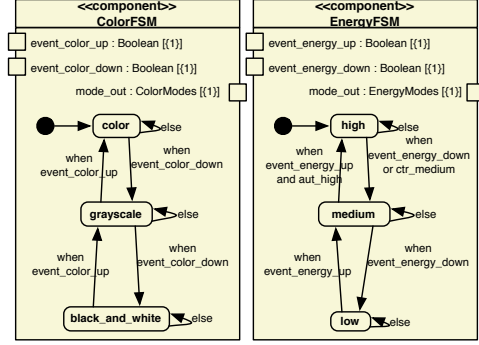 <<component>>
ColorFSM
event_color_up : Boolean [{1}]
event_color_down : Boolean [{1}]
mode_out : ColorModes [{1}]
color
else
when
event_color_up
when
event_color_down
grayscale
else
when
event_color_up
when
event_color_down
black_and_white
else
<<component>>
EnergyFSM
event_energy_up : Boolean [{1}]
event_energy_down : Boolean [{1}]
mode_out : EnergyModes [{1}]
high
else
when
event_energy_up
and aut_high
when
event_energy_down
or ctr_medium
medium
else
when
event_energy_up
when
event_energy_down
low
else